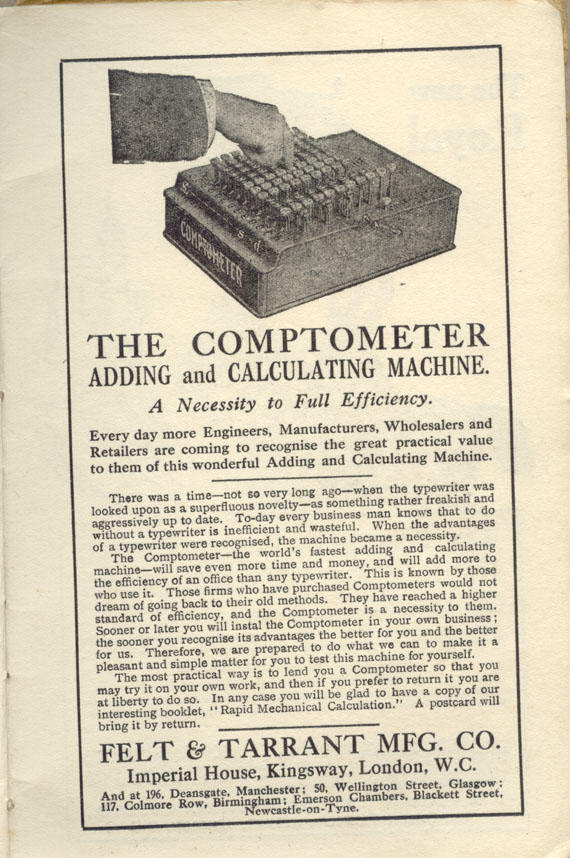 S
s
d
COMPTOMETER
THE COMPTOMETER
ADDING and CALCULATING MACHINE.
A Necessity to Full Efficiency.
Every day more Engineers, Manufacturers, Wholesalers and
Retailers are coming to recognise the great practical value
to them of this wonderful Adding and Calculating Machine.
There was a time—not so very long ago—when the typewriter was
looked upon as a superfluous novelty—as something rather freakish and
aggressively up to date. To-day every business man knows that to do
without a typewriter is inefficient and wasteful. When the advantages
of a typewriter were recognised, the machine became a necessity.
The Comptometer—the world's fastest adding and calculating
machine—will save even more time and money, and will add more to
the efficiency of an office than any typewriter. This is known by those
who use it. Those firms who have purchased Comptometers would not
dream of going back to their old methods. They have reached a higher
standard of efficiency, and the Comptometer is a necessity to them.
Sooner or later you will instal the Comptometer in your own business;
the sooner you recognise its advantages the better for you and the better
for us. Therefore, we are prepared to do what we can to make it a
pleasant and simple matter for you to test this machine for yourself.
The most practical way is to lend you a Comptometer so that you
may try it on your own work, and then if you prefer to return it you are
at liberty to do so. In any case you will be glad to have a copy of our
interesting booklet, "Rapid Mechanical Calculation." A postcard will
bring it by return.
FELT & TARRANT MFG. CO.
Imperial House, Kingsway, London, W.C.
And at 196, Deansgate, Manchester; 50, Wellington Street, Glasgow;
117, Colmore Row, Birmingham; Emerson Chambers, Blackett Street,
Newcastle-on-Tyne.